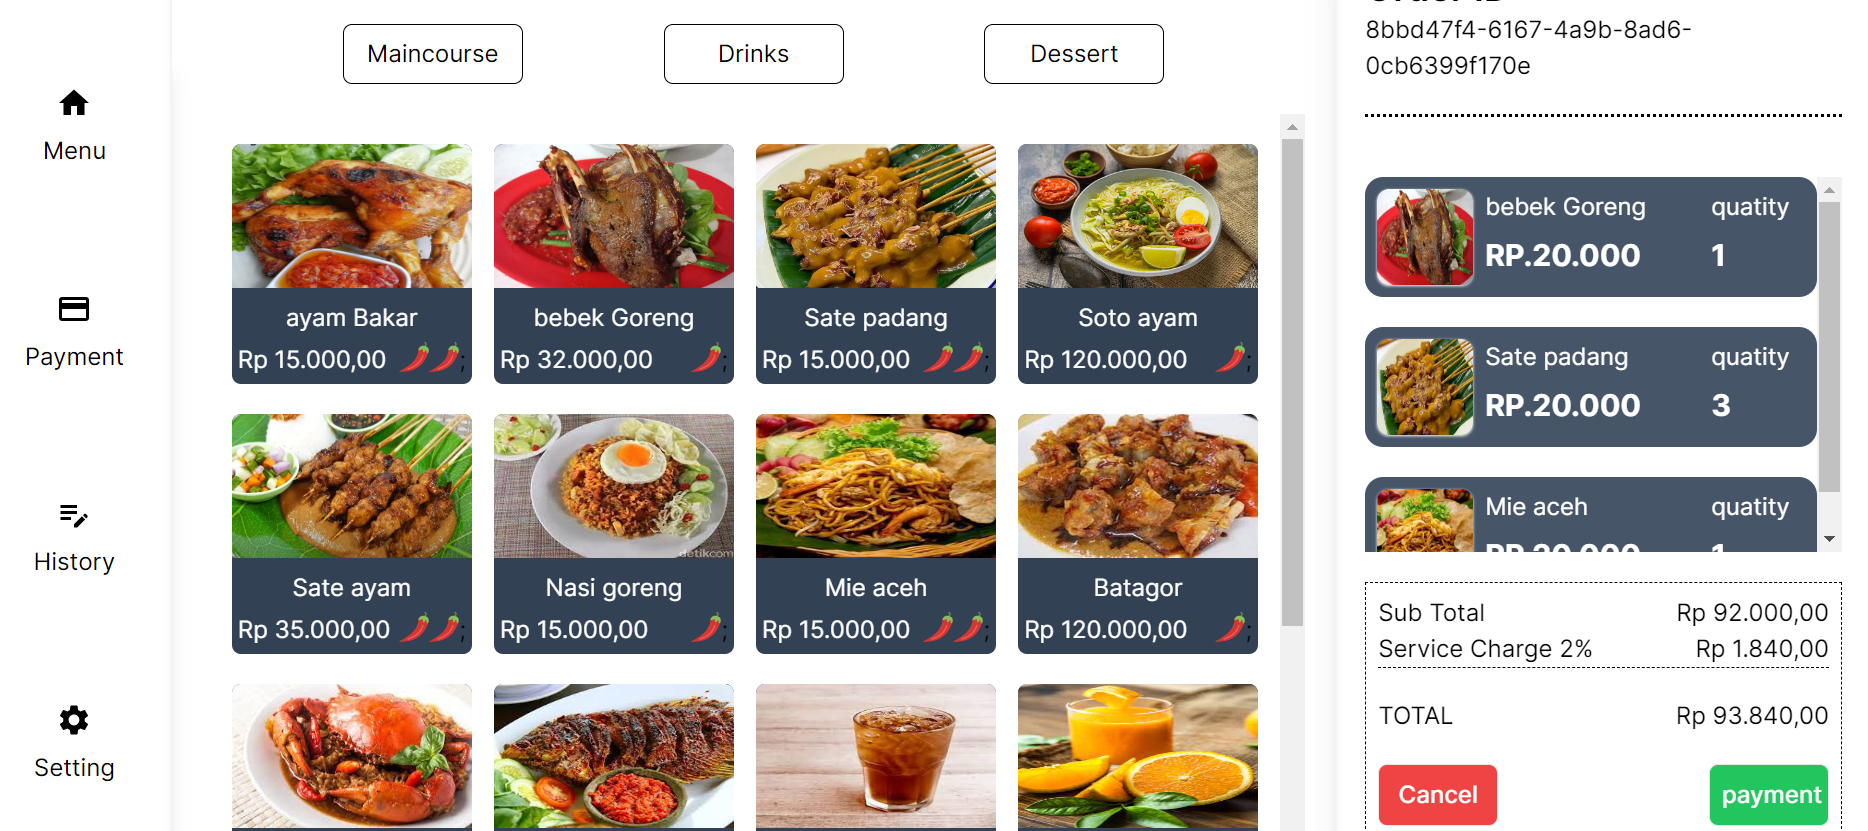 Menu
Payment
History
Setting
Maincourse
Drinks
Dessert
ayam Bakar
Rp 15.000,00 🌶🌶;
bebek Goreng
Rp 32.000,00 🌶;
Sate padang
Rp 15.000,00 🌶🌶;
Soto ayam
Rp 120.000,00 🌶;
Sate ayam
Rp 35.000,00 🌶🌶;
detikcom
Nasi goreng
Rp 15.000,00 🌶;
Mie aceh
Rp 15.000,00 🌶🌶;
Batagor
Rp 120.000,00 🌶;
8bbd47f4-6167-4a9b-8ad6-
0cb6399f170e
bebek Goreng quatity
RP.20.000 1
Sate padang quatity
RP.20.000 3
Mie aceh quatity
RP.20.000 1
Sub Total Rp 92.000,00
Service Charge 2% Rp 1.840,00
TOTAL Rp 93.840,00
Cancel
payment